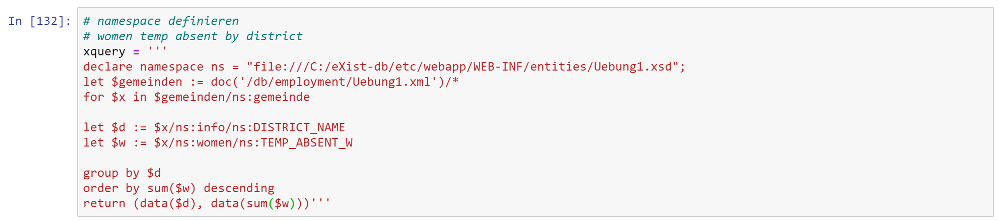 In [132]:
# namespace definieren
# women temp absent by district
xquery = '''
declare namespace ns = "file:///C:/eXist-db/etc/webapp/WEB-INF/entities/Uebung1.xsd";
let $gemeinden := doc('/db/employment/Uebung1.xml')/*
for $x in $gemeinden/ns:gemeinde
let $d := $x/ns:info/ns:DISTRICT_NAME
let $w := $x/ns:women/ns:TEMP_ABSENT_W
group by $d
order by sum($w) descending
return (data($d), data(sum($w)))'''